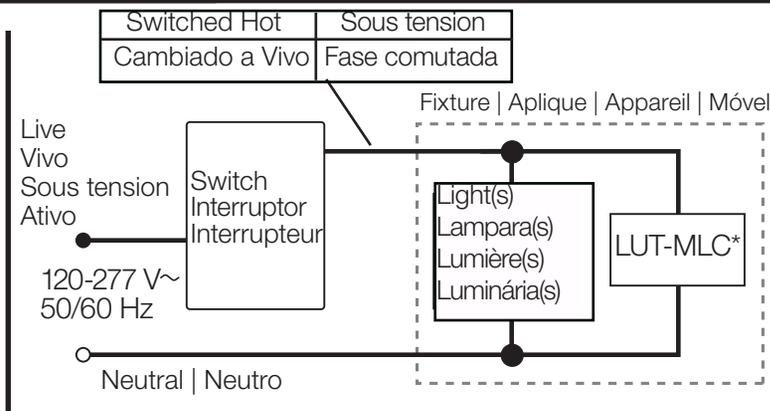 Switched Hot | Sous tension
Cambiado a Vivo | Fase comutada
Fixture | Aplique | Appareil | Móvel
Live
Vivo
Sous tension
Ativo
Switch
Interruptor
Interrupteur
Light(s)
Lampara(s)
Lumière(s)
Luminária(s)
LUT-MLC*
120-277 V~
50/60 Hz
Neutral | Neutro